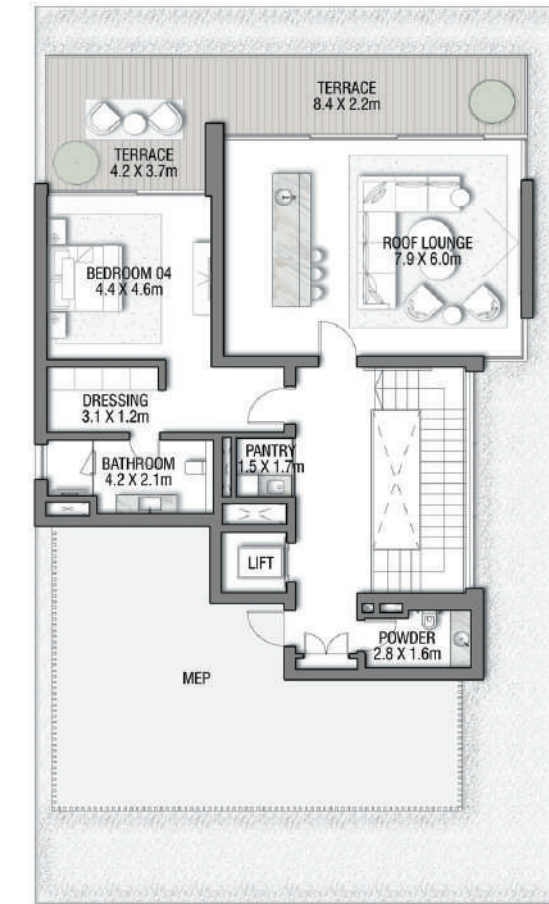 TERRACE
8.4 X 2.2m
TERRACE
4.2 X 3.7m
ROOF LOUNGE
7.9 X 6.0m
BEDROOM 04
4.4 X 4.6m
DRESSING
3.1 X 1.2m
PANTRY
1.5 X 1.7m
BATHROOM
4.2 X 2.1m
LIFT
POWDER
2.8 X 1.6m
MEP